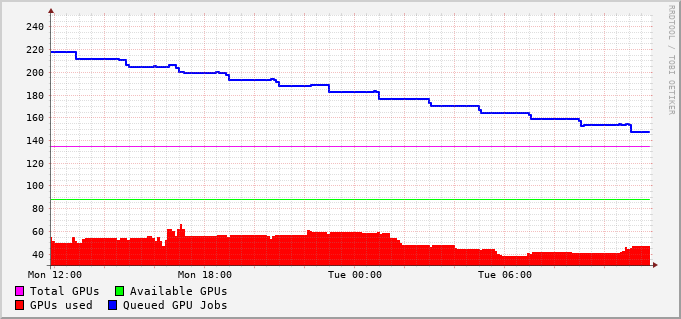 240
220
200
180
160
140
120
100
80
60
40
Mon 12:00 Mon 18:00 Tue 00:00 Tue 06:00
Total GPUs Available GPUs
GPUs used Queued GPU Jobs
RRDTOOL / TOBI OETIKER